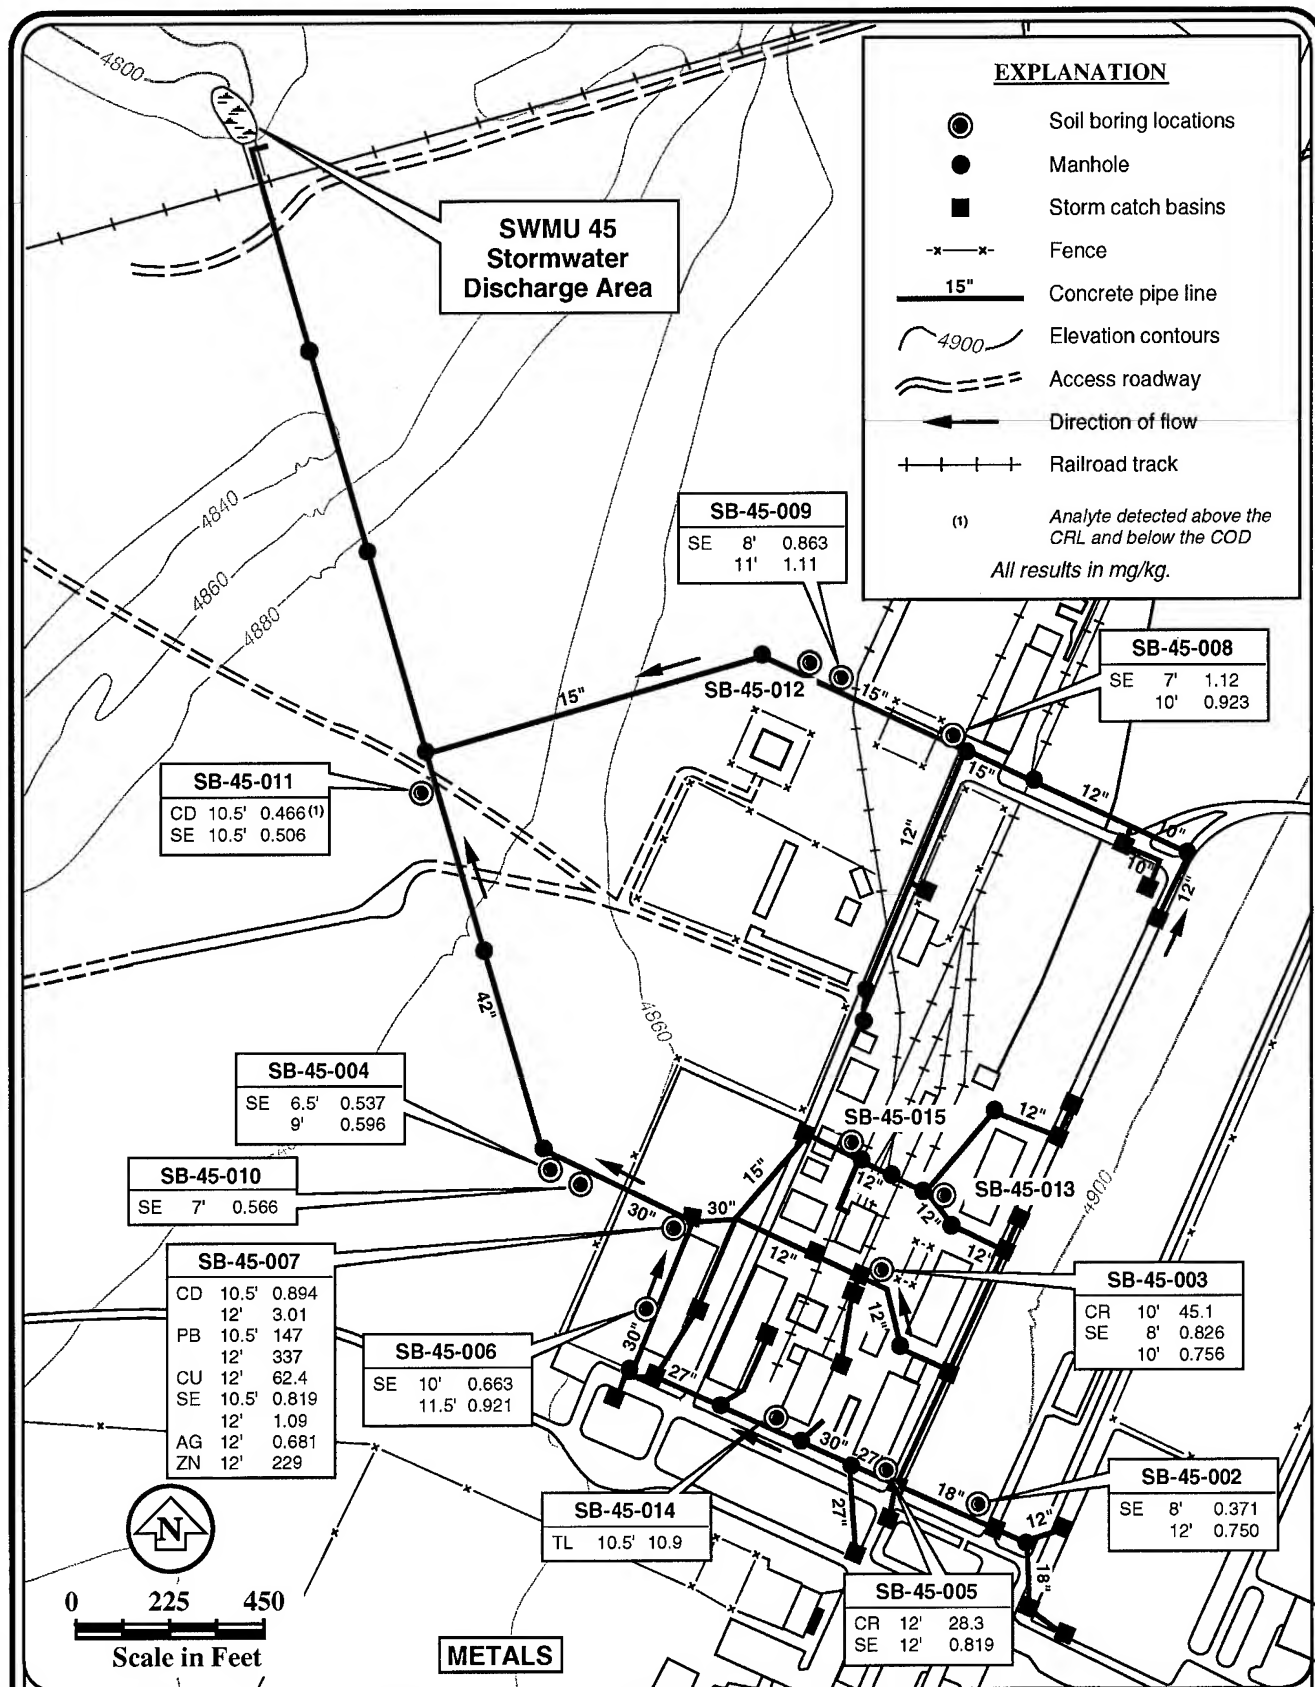 4800
EXPLANATION
Soil boring locations
Manhole
Storm catch basins
Fence
15"
Concrete pipe line
4900
Elevation contours
Access roadway
Direction of flow
Railroad track
(1)
Analyte detected above the
CRL and below the COD
All results in mg/kg.
SWMU 45
Stormwater
Discharge Area
4840
4860
4880
SB-45-009
SE 8' 0.863
11' 1.11
SB-45-008
SE 7' 1.12
10' 0.923
SB-45-012
15"
15"
15"
12"
10"
10"
12"
12"
SB-45-011
CD 10.5' 0.466(1)
SE 10.5' 0.506
42"
4860
SB-45-004
SE 6.5' 0.537
9' 0.596
SB-45-010
SE 7' 0.566
SB-45-015
12"
SB-45-013
12"
12"
12"
15"
30"
30"
12"
4900
SB-45-007
CD 10.5' 0.894
12' 3.01
PB 10.5' 147
12' 337
CU 12' 62.4
SE 10.5' 0.819
12' 1.09
AG 12' 0.681
ZN 12' 229
SB-45-003
CR 10' 45.1
SE 8' 0.826
10' 0.756
12"
30"
SB-45-006
SE 10' 0.663
11.5' 0.921
27"
30"
27"
27"
18"
12"
18"
SB-45-002
SE 8' 0.371
12' 0.750
SB-45-014
TL 10.5' 10.9
SB-45-005
CR 12' 28.3
SE 12' 0.819
N
0 225 450
Scale in Feet
METALS